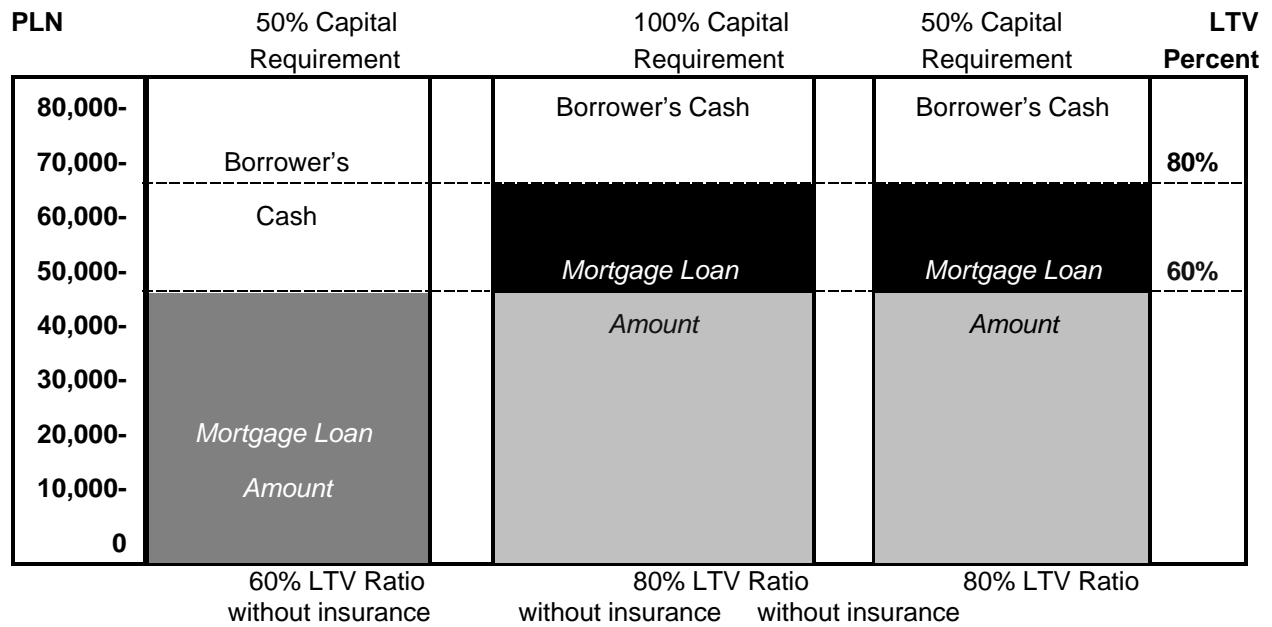 PLN 50% Capital 100% Capital 50% Capital LTV
Requirement Requirement Requirement Percent
80,000- Borrower's Cash Borrower's Cash
70,000- Borrower's 80%
60,000- Cash
50,000- Mortgage Loan Mortgage Loan 60%
40,000- Amount Amount
30,000-
20,000- Mortgage Loan
10,000- Amount
0
60% LTV Ratio 80% LTV Ratio 80% LTV Ratio
without insurance without insurance without insurance